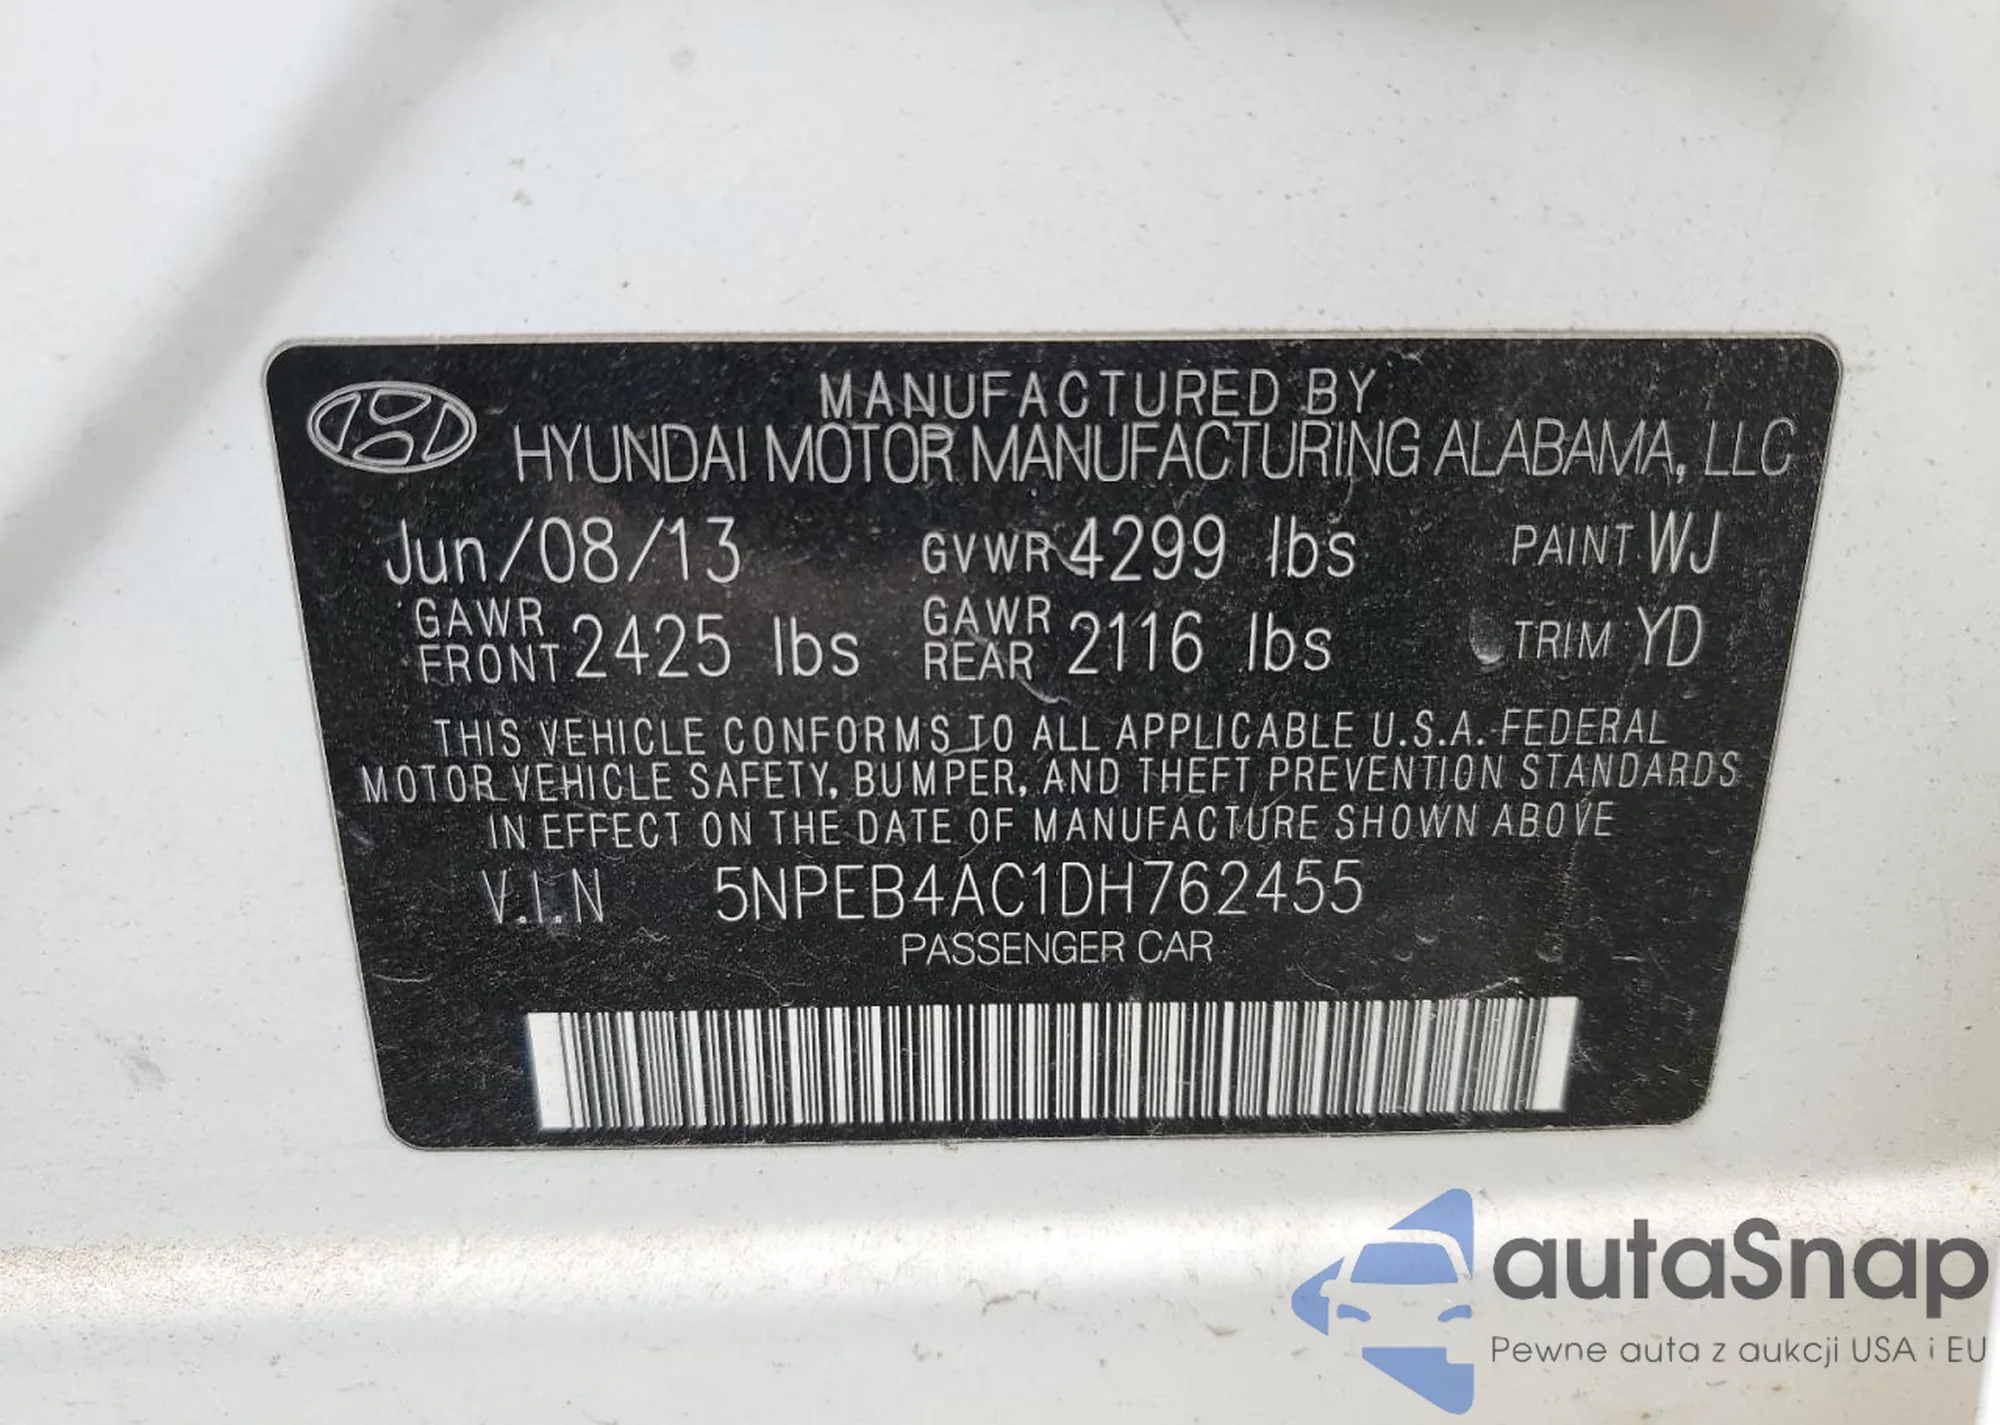 MANUFACTURED BY
HYUNDAI MOTOR MANUFACTURING ALABAMA, LLC
Jun/08/13 GVWR 4299 lbs PAINT WJ
GAWR FRONT 2425 lbs GAWR REAR 2116 lbs TRIM YD
THIS VEHICLE CONFORMS TO ALL APPLICABLE U.S.A. FEDERAL
MOTOR VEHICLE SAFETY, BUMPER, AND THEFT PREVENTION STANDARDS
IN EFFECT ON THE DATE OF MANUFACTURE SHOWN ABOVE
V.I.N 5NPEB4AC1DH762455
PASSENGER CAR
autaSnap
Pewne auta z aukcji USA i EU